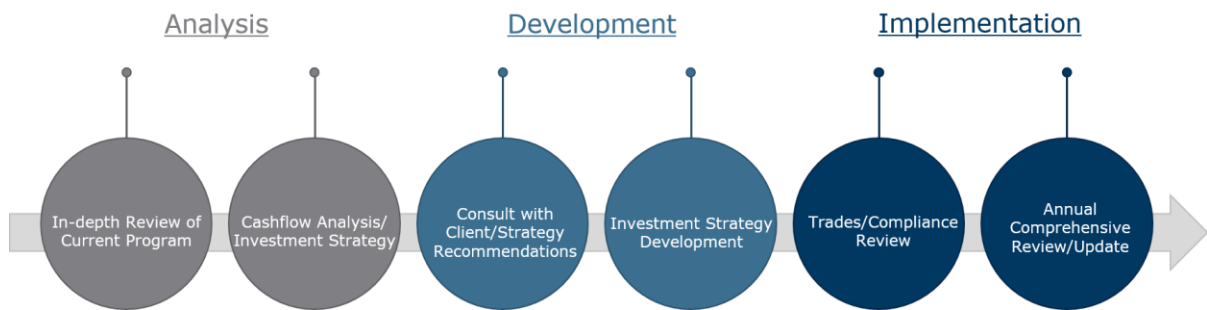 Analysis
Development
Implementation
In-depth Review of
Current Program
Cashflow Analysis/
Investment Strategy
Consult with
Client/Strategy
Recommendations
Investment Strategy
Development
Trades/Compliance
Review
Annual
Comprehensive
Review/Update